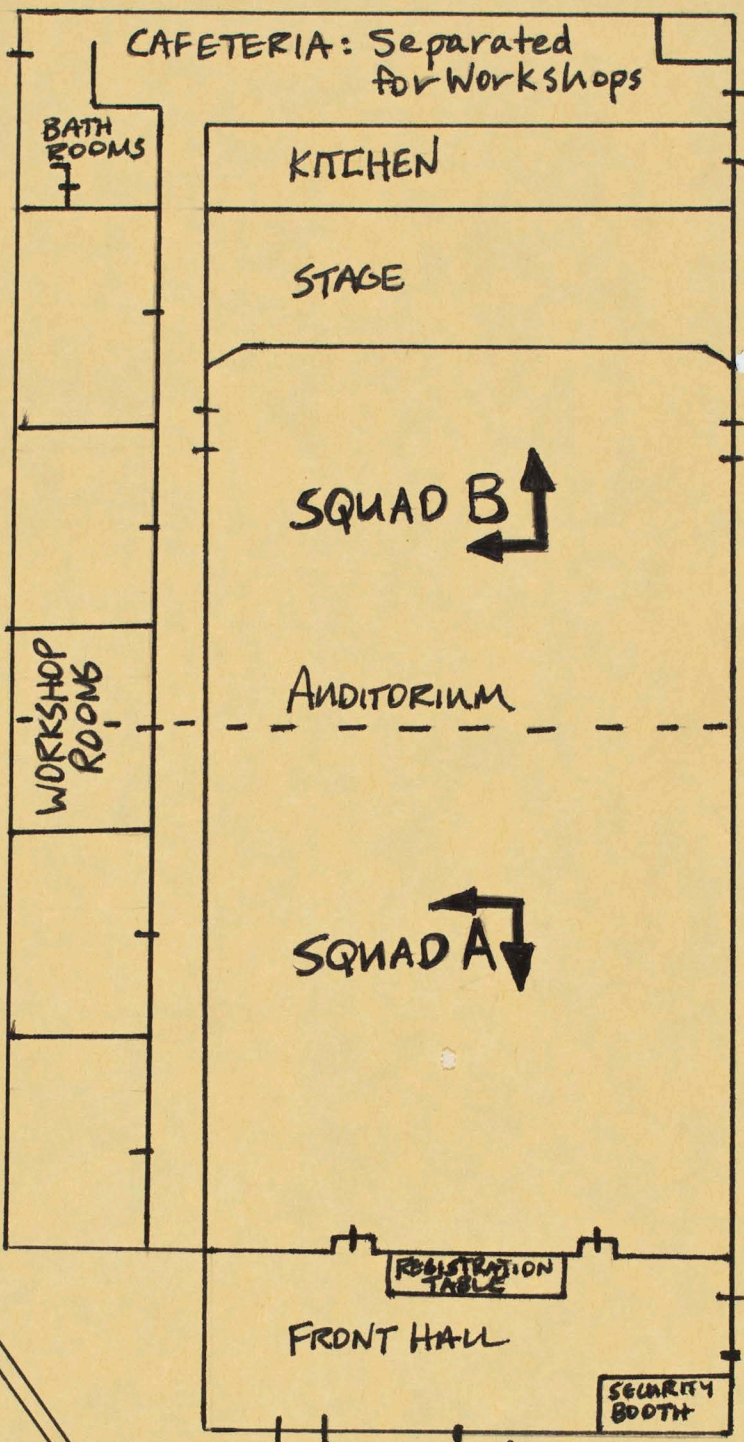 CAFETERIA: Separated
for Workshops
BATH
ROOMS
KITCHEN
STAGE
SQUAD B
AUDITORIUM
WORKSHOP
ROOMS
SQUAD A
REGISTRATION
TABLE
FRONT HALL
SECURITY
BOOTH